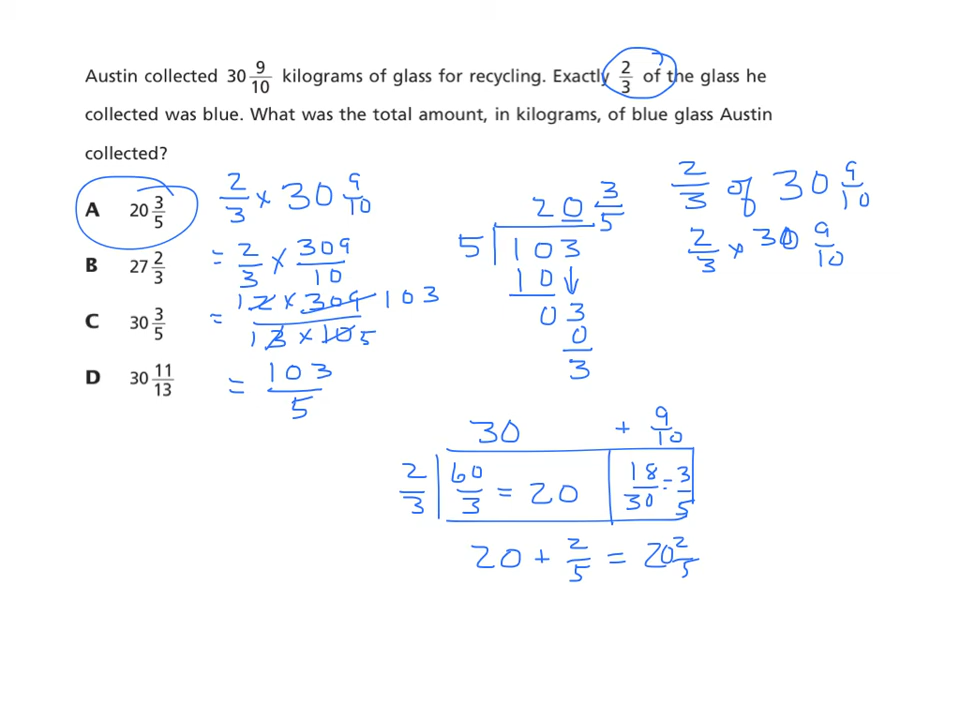 Austin collected 30 9/10 kilograms of glass for recycling. Exactly 2/3 of the glass he
collected was blue. What was the total amount, in kilograms, of blue glass Austin
collected?
A 20 3/5
B 27 2/3
C 30 3/5
D 30 11/13
2/3 × 30 9/10
= 2/3 × 309/10
= 1 2 × 309 103 / 1 3 × 10 5
= 103/5
20 3/5
5 103
10 ↓
03
0
3
2/3 of 30 9/10
2/3 × 30 9/10
30 + 9/10
2/3 60/3 = 20 18/30 = 3/5
20 + 2/5 = 20 2/5